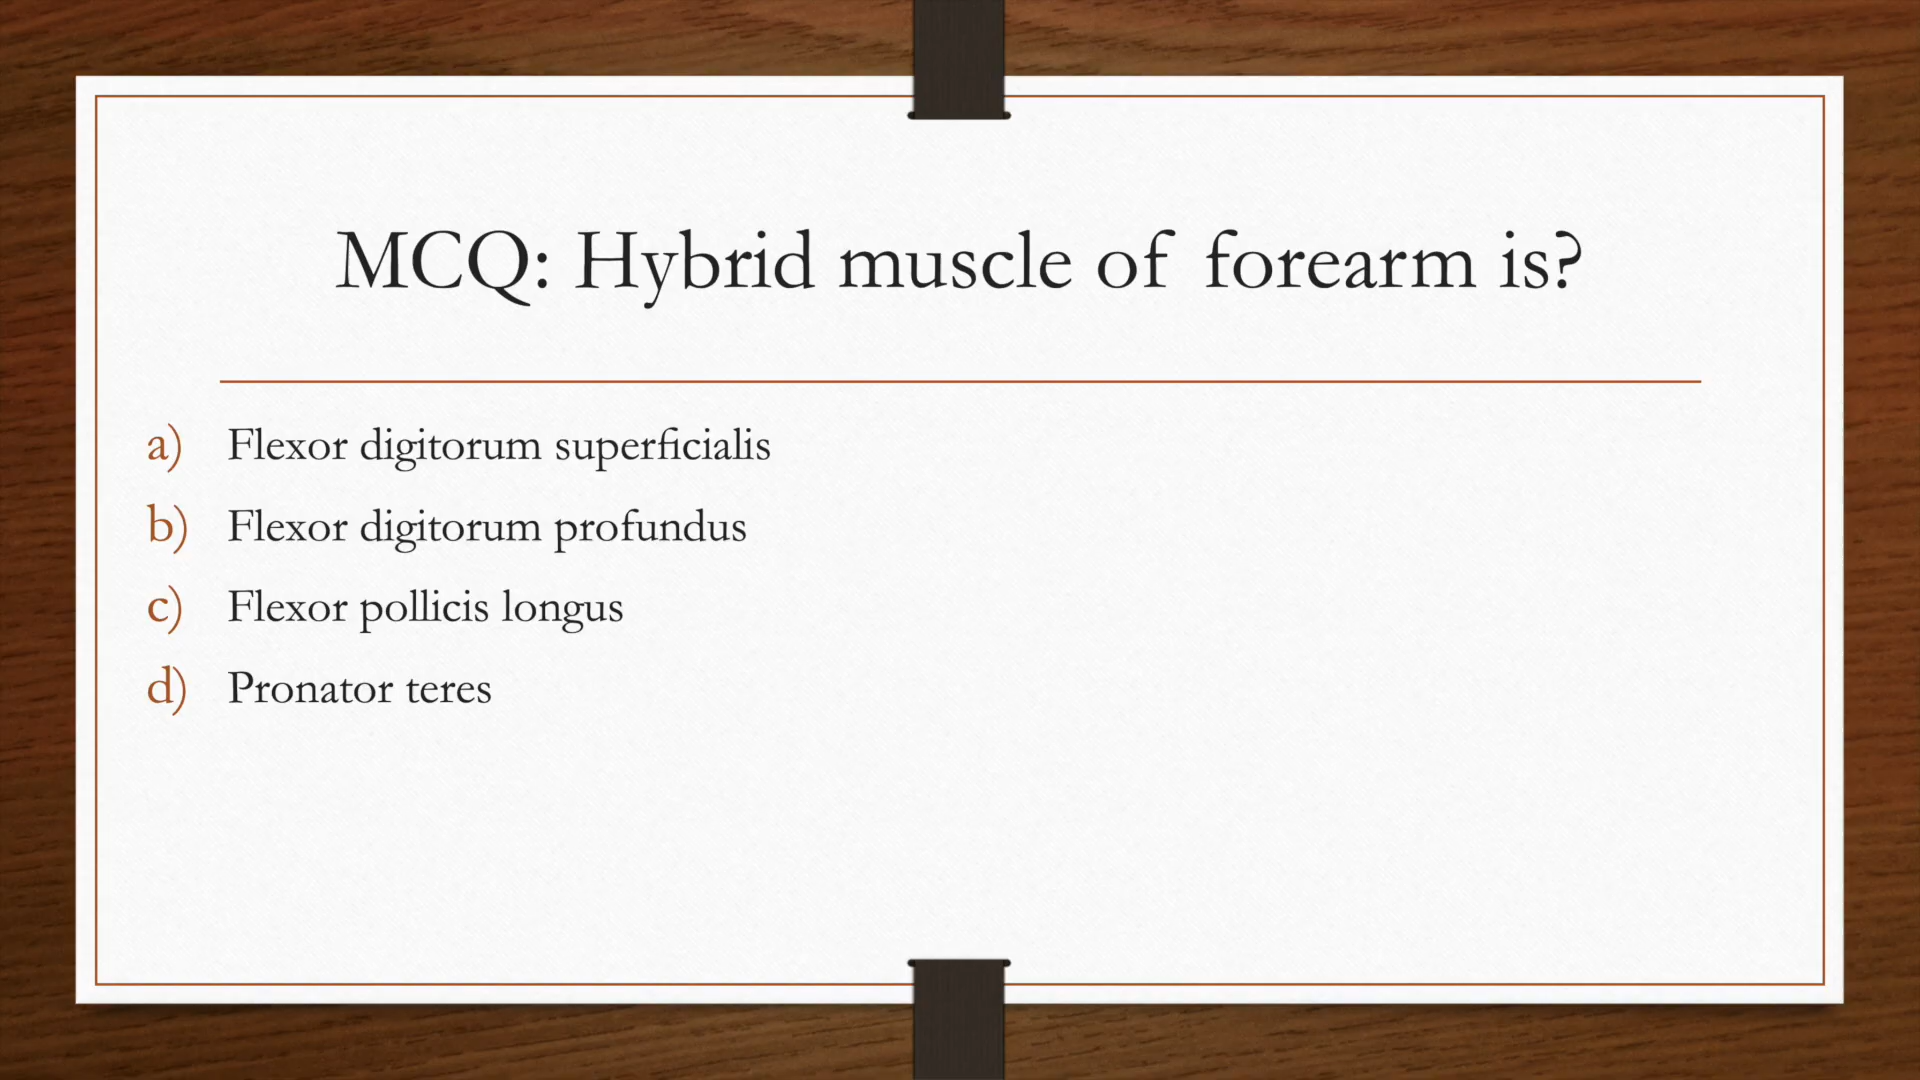 MCQ: Hybrid muscle of forearm is?
a) Flexor digitorum superficialis
b) Flexor digitorum profundus
c) Flexor pollicis longus
d) Pronator teres